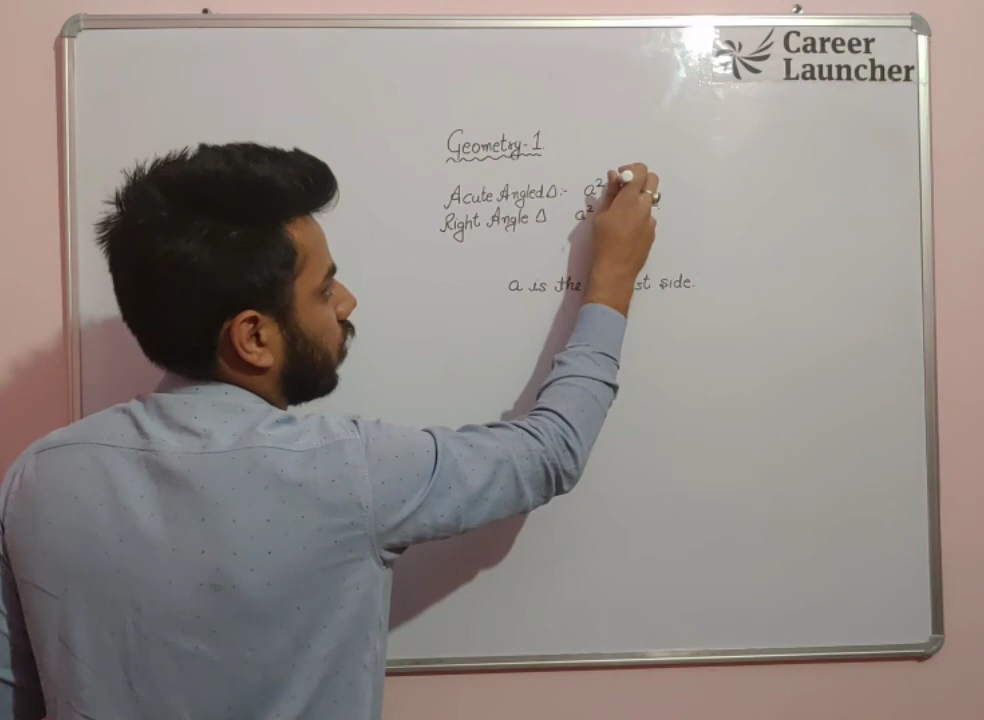 Career
Launcher
Geometry-1
Acute Angled Δ:- a²
Right Angle Δ a²
a is the st side.